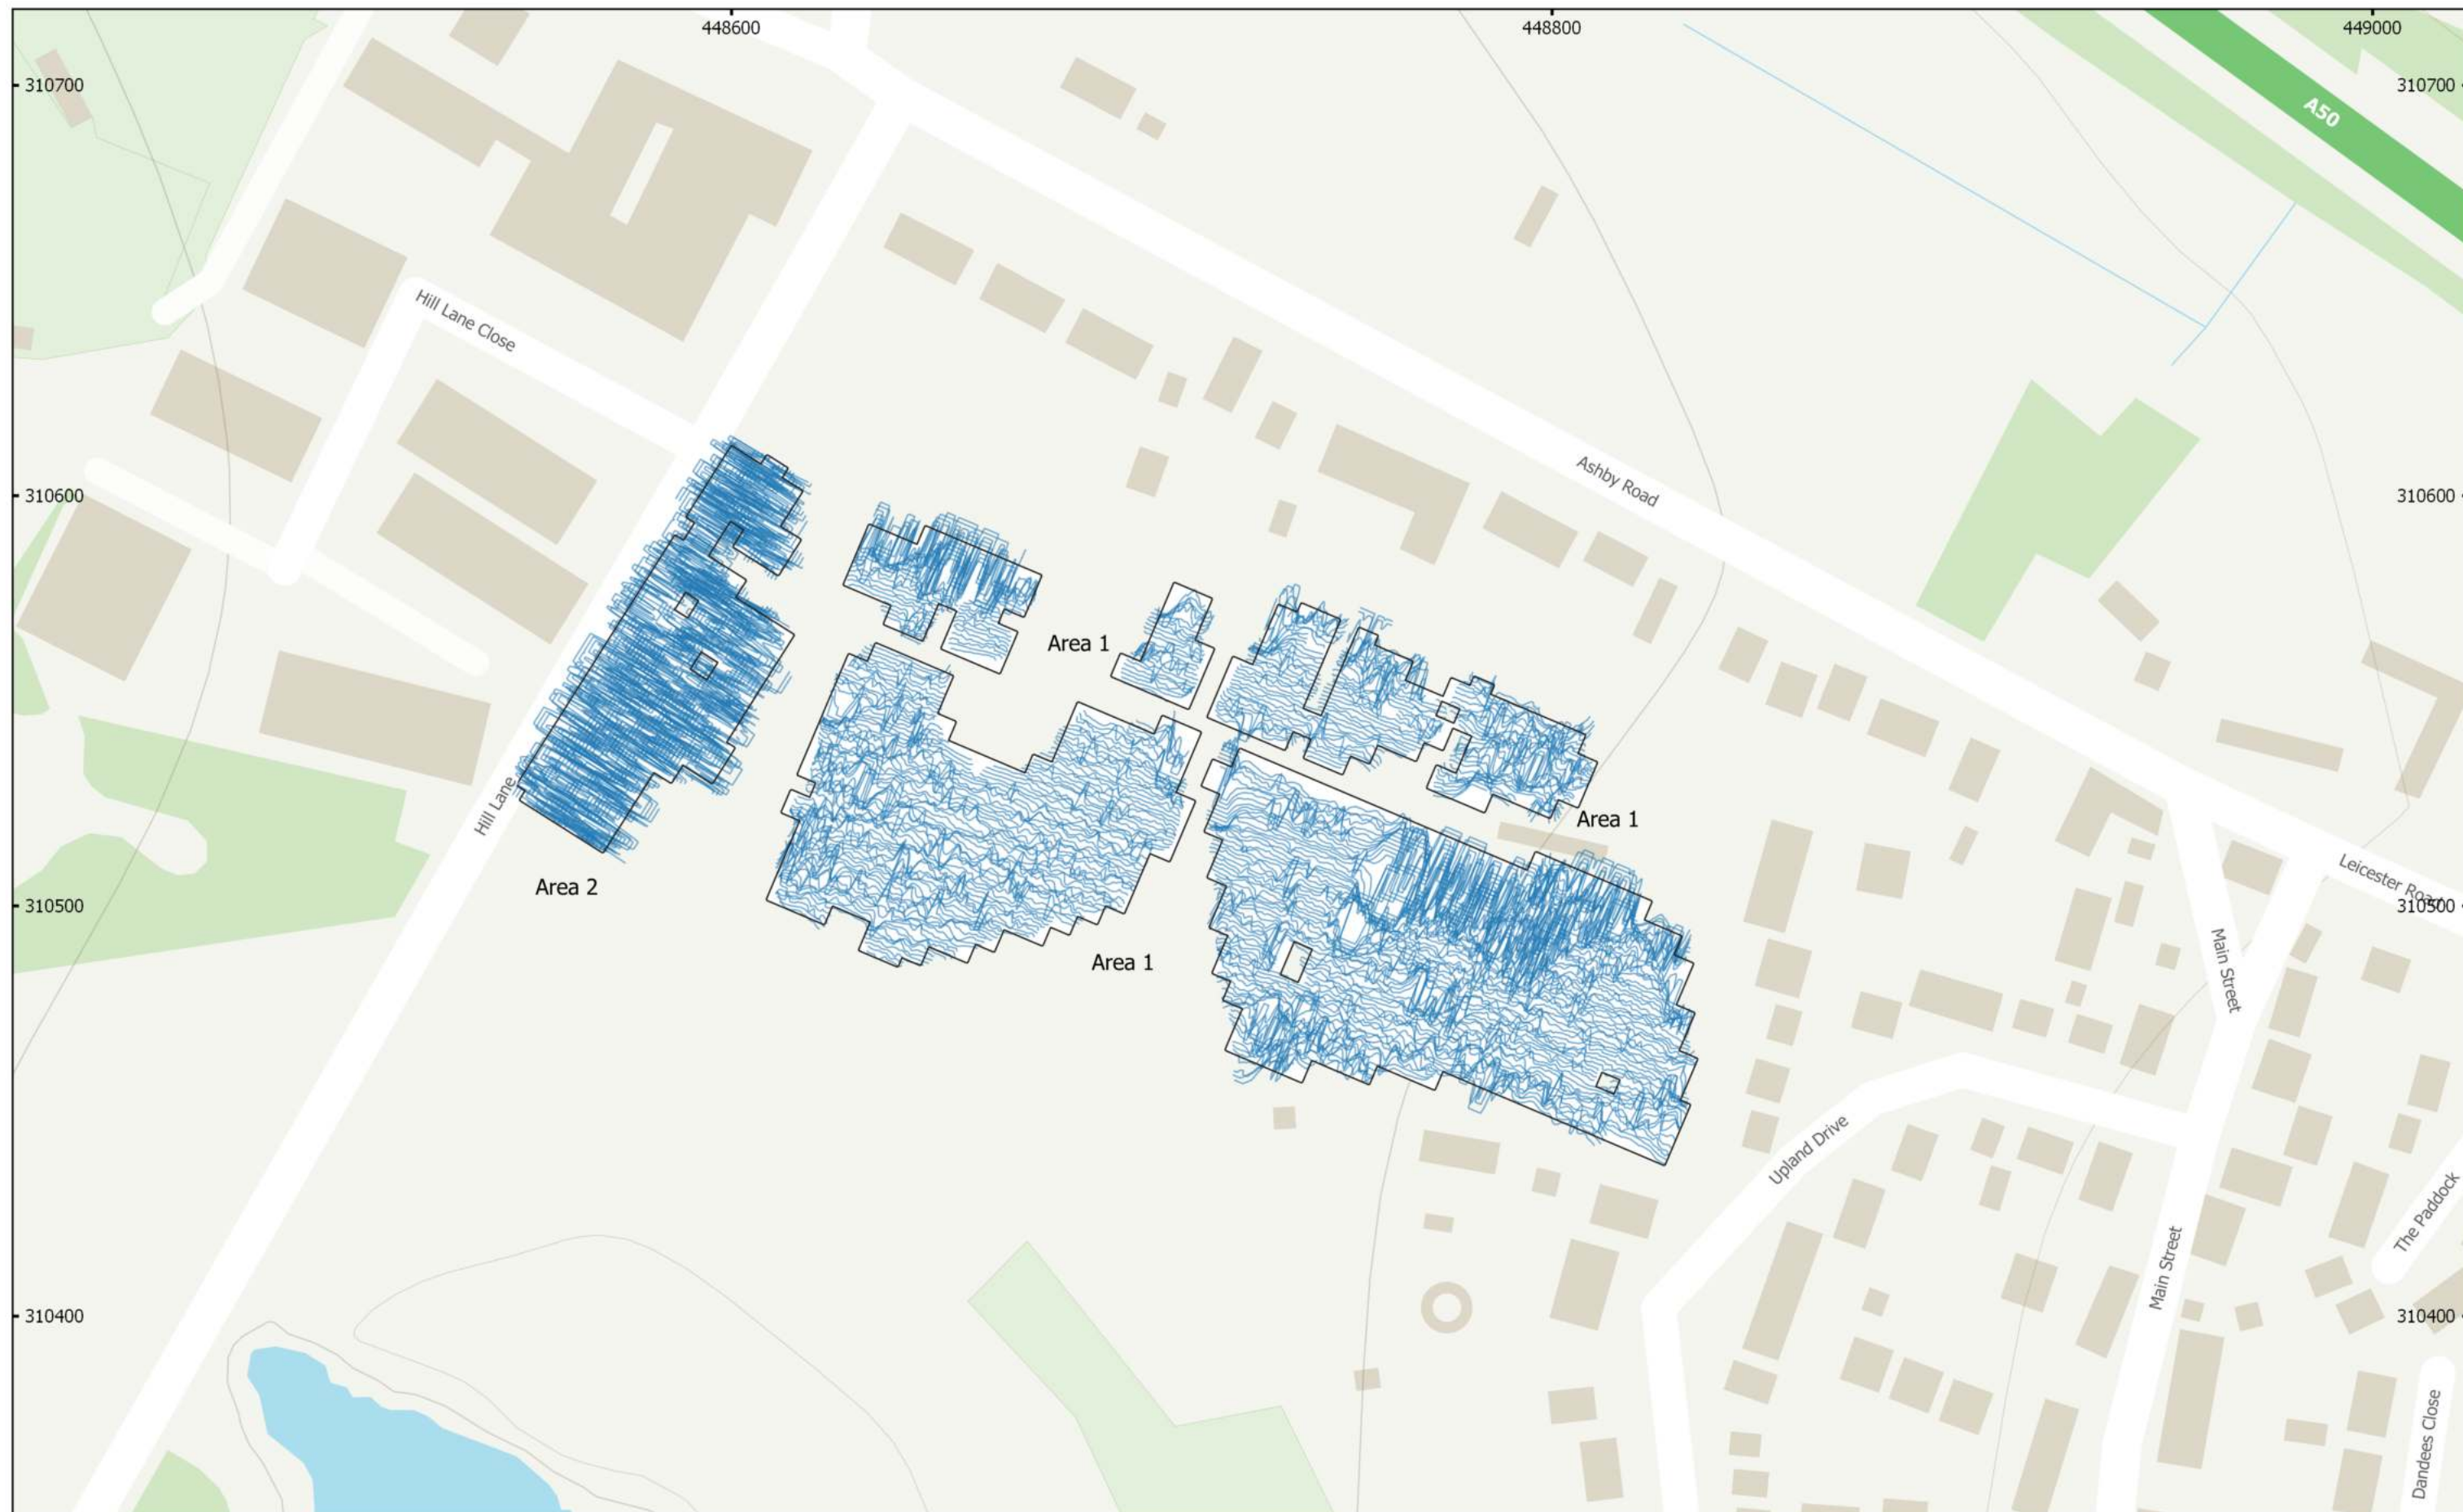 448600
448800
449000
310700
310700
A50
Hill Lane Close
Ashby Road
310600
310600
Area 1
Area 1
Hill Lane
Leicester Road
310500
310500
Area 2
Main Street
Area 1
Upland Drive
The Paddock
Main Street
310400
310400
Dandees Close